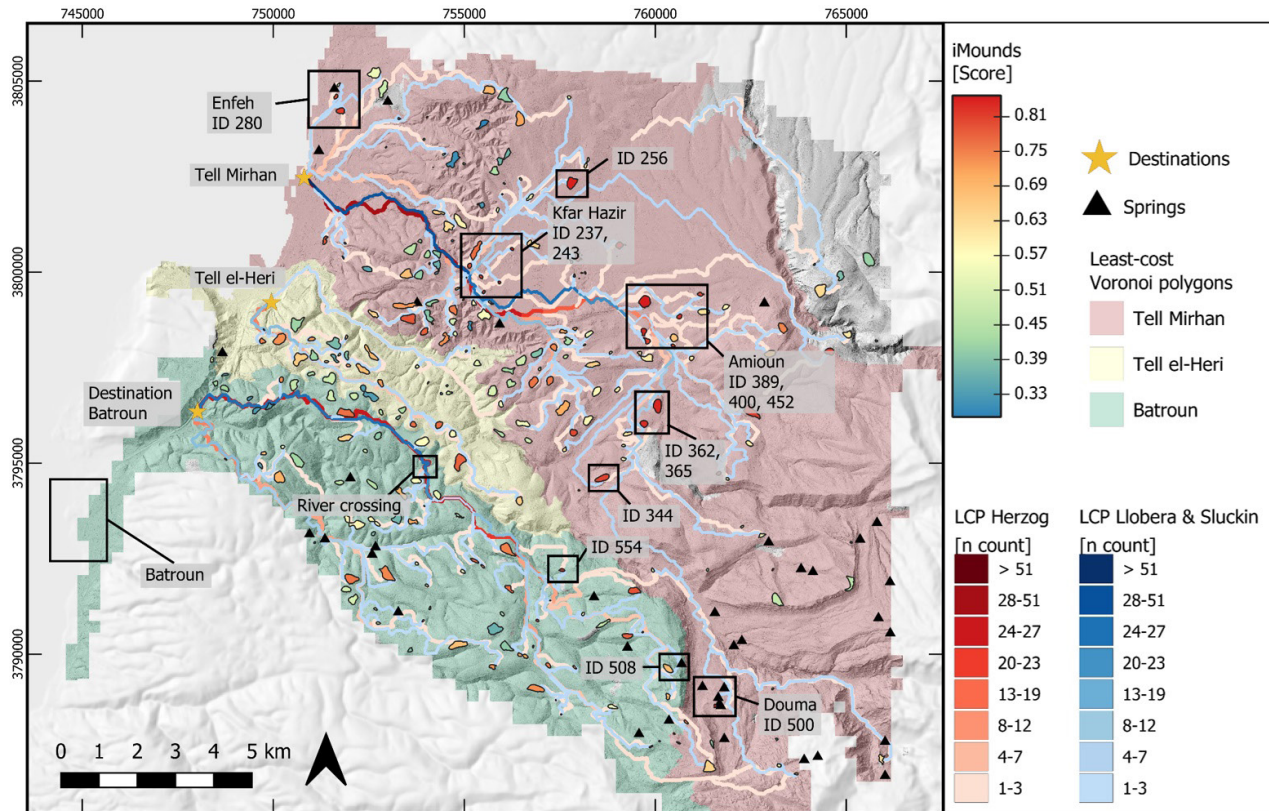 745000
750000
755000
760000
765000
3805000
3800000
3795000
3790000
Enfeh
ID 280
Tell Mirhan
ID 256
Kfar Hazir
ID 237,
243
Tell el-Heri
Amioun
ID 389,
400, 452
Destination
Batroun
ID 362,
365
River crossing
ID 344
ID 554
Batroun
ID 508
Douma
ID 500
0 1 2 3 4 5 km
iMounds
[Score]
0.81
0.75
0.69
0.63
0.57
0.51
0.45
0.39
0.33
Destinations
Springs
Least-cost
Voronoi polygons
Tell Mirhan
Tell el-Heri
Batroun
LCP Herzog
[n count]
> 51
28-51
24-27
20-23
13-19
8-12
4-7
1-3
LCP Llobera & Sluckin
[n count]
> 51
28-51
24-27
20-23
13-19
8-12
4-7
1-3